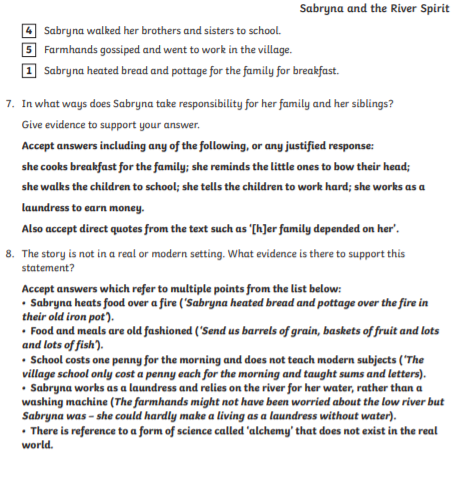 Sabryna and the River Spirit
4 Sabryna walked her brothers and sisters to school.
5 Farmhands gossiped and went to work in the village.
1 Sabryna heated bread and pottage for the family for breakfast.
7. In what ways does Sabryna take responsibility for her family and her siblings?
Give evidence to support your answer.
Accept answers including any of the following, or any justified response:
she cooks breakfast for the family; she reminds the little ones to bow their head;
she walks the children to school; she tells the children to work hard; she works as a
laundress to earn money.
Also accept direct quotes from the text such as '[h]er family depended on her'.
8. The story is not in a real or modern setting. What evidence is there to support this
statement?
Accept answers which refer to multiple points from the list below:
• Sabryna heats food over a fire ('Sabryna heated bread and pottage over the fire in
their old iron pot').
• Food and meals are old fashioned ('Send us barrels of grain, baskets of fruit and lots
and lots of fish').
• School costs one penny for the morning and does not teach modern subjects ('The
village school only cost a penny each for the morning and taught sums and letters).
• Sabryna works as a laundress and relies on the river for her water, rather than a
washing machine (The farmhands might not have been worried about the low river but
Sabryna was – she could hardly make a living as a laundress without water).
• There is reference to a form of science called 'alchemy' that does not exist in the real
world.